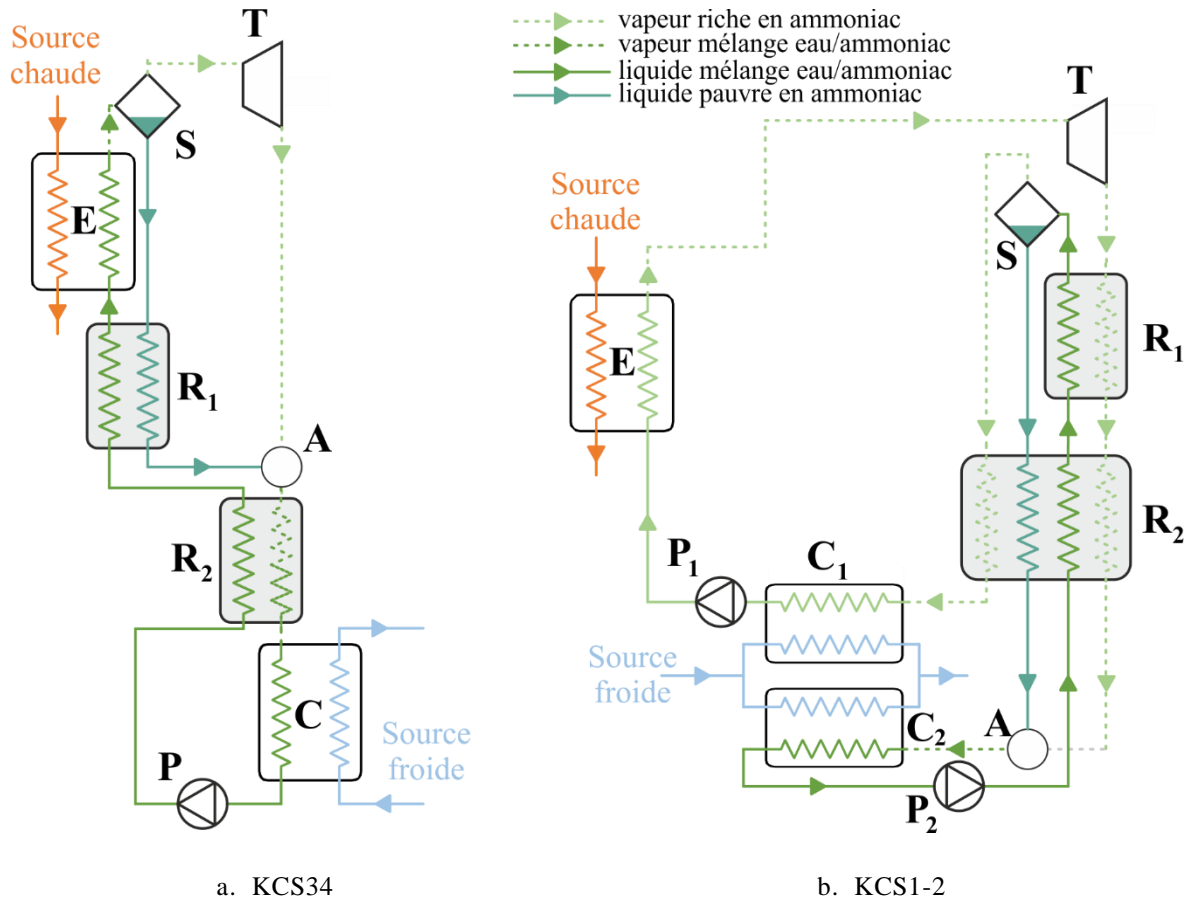 vapeur riche en ammoniac
vapeur mélange eau/ammoniac
liquide mélange eau/ammoniac
liquide pauvre en ammoniac
Source
chaude
T
S
E
R1
A
R2
C
P
Source
froide
a. KCS34
T
Source
chaude
S
E
R1
R2
P1
C1
Source
froide
C2
A
P2
b. KCS1-2